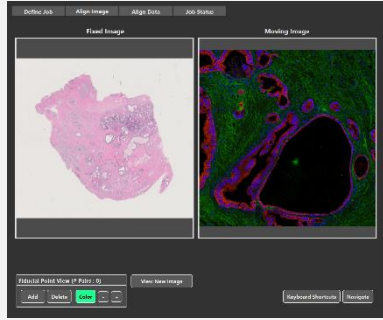 Define Job Align Image Align Data Job Status
Fixed Image Moving Image
Fiducial Point View (# Pairs : 0) View New Image
Add Delete Color - - Keyboard Shortcuts Navigate